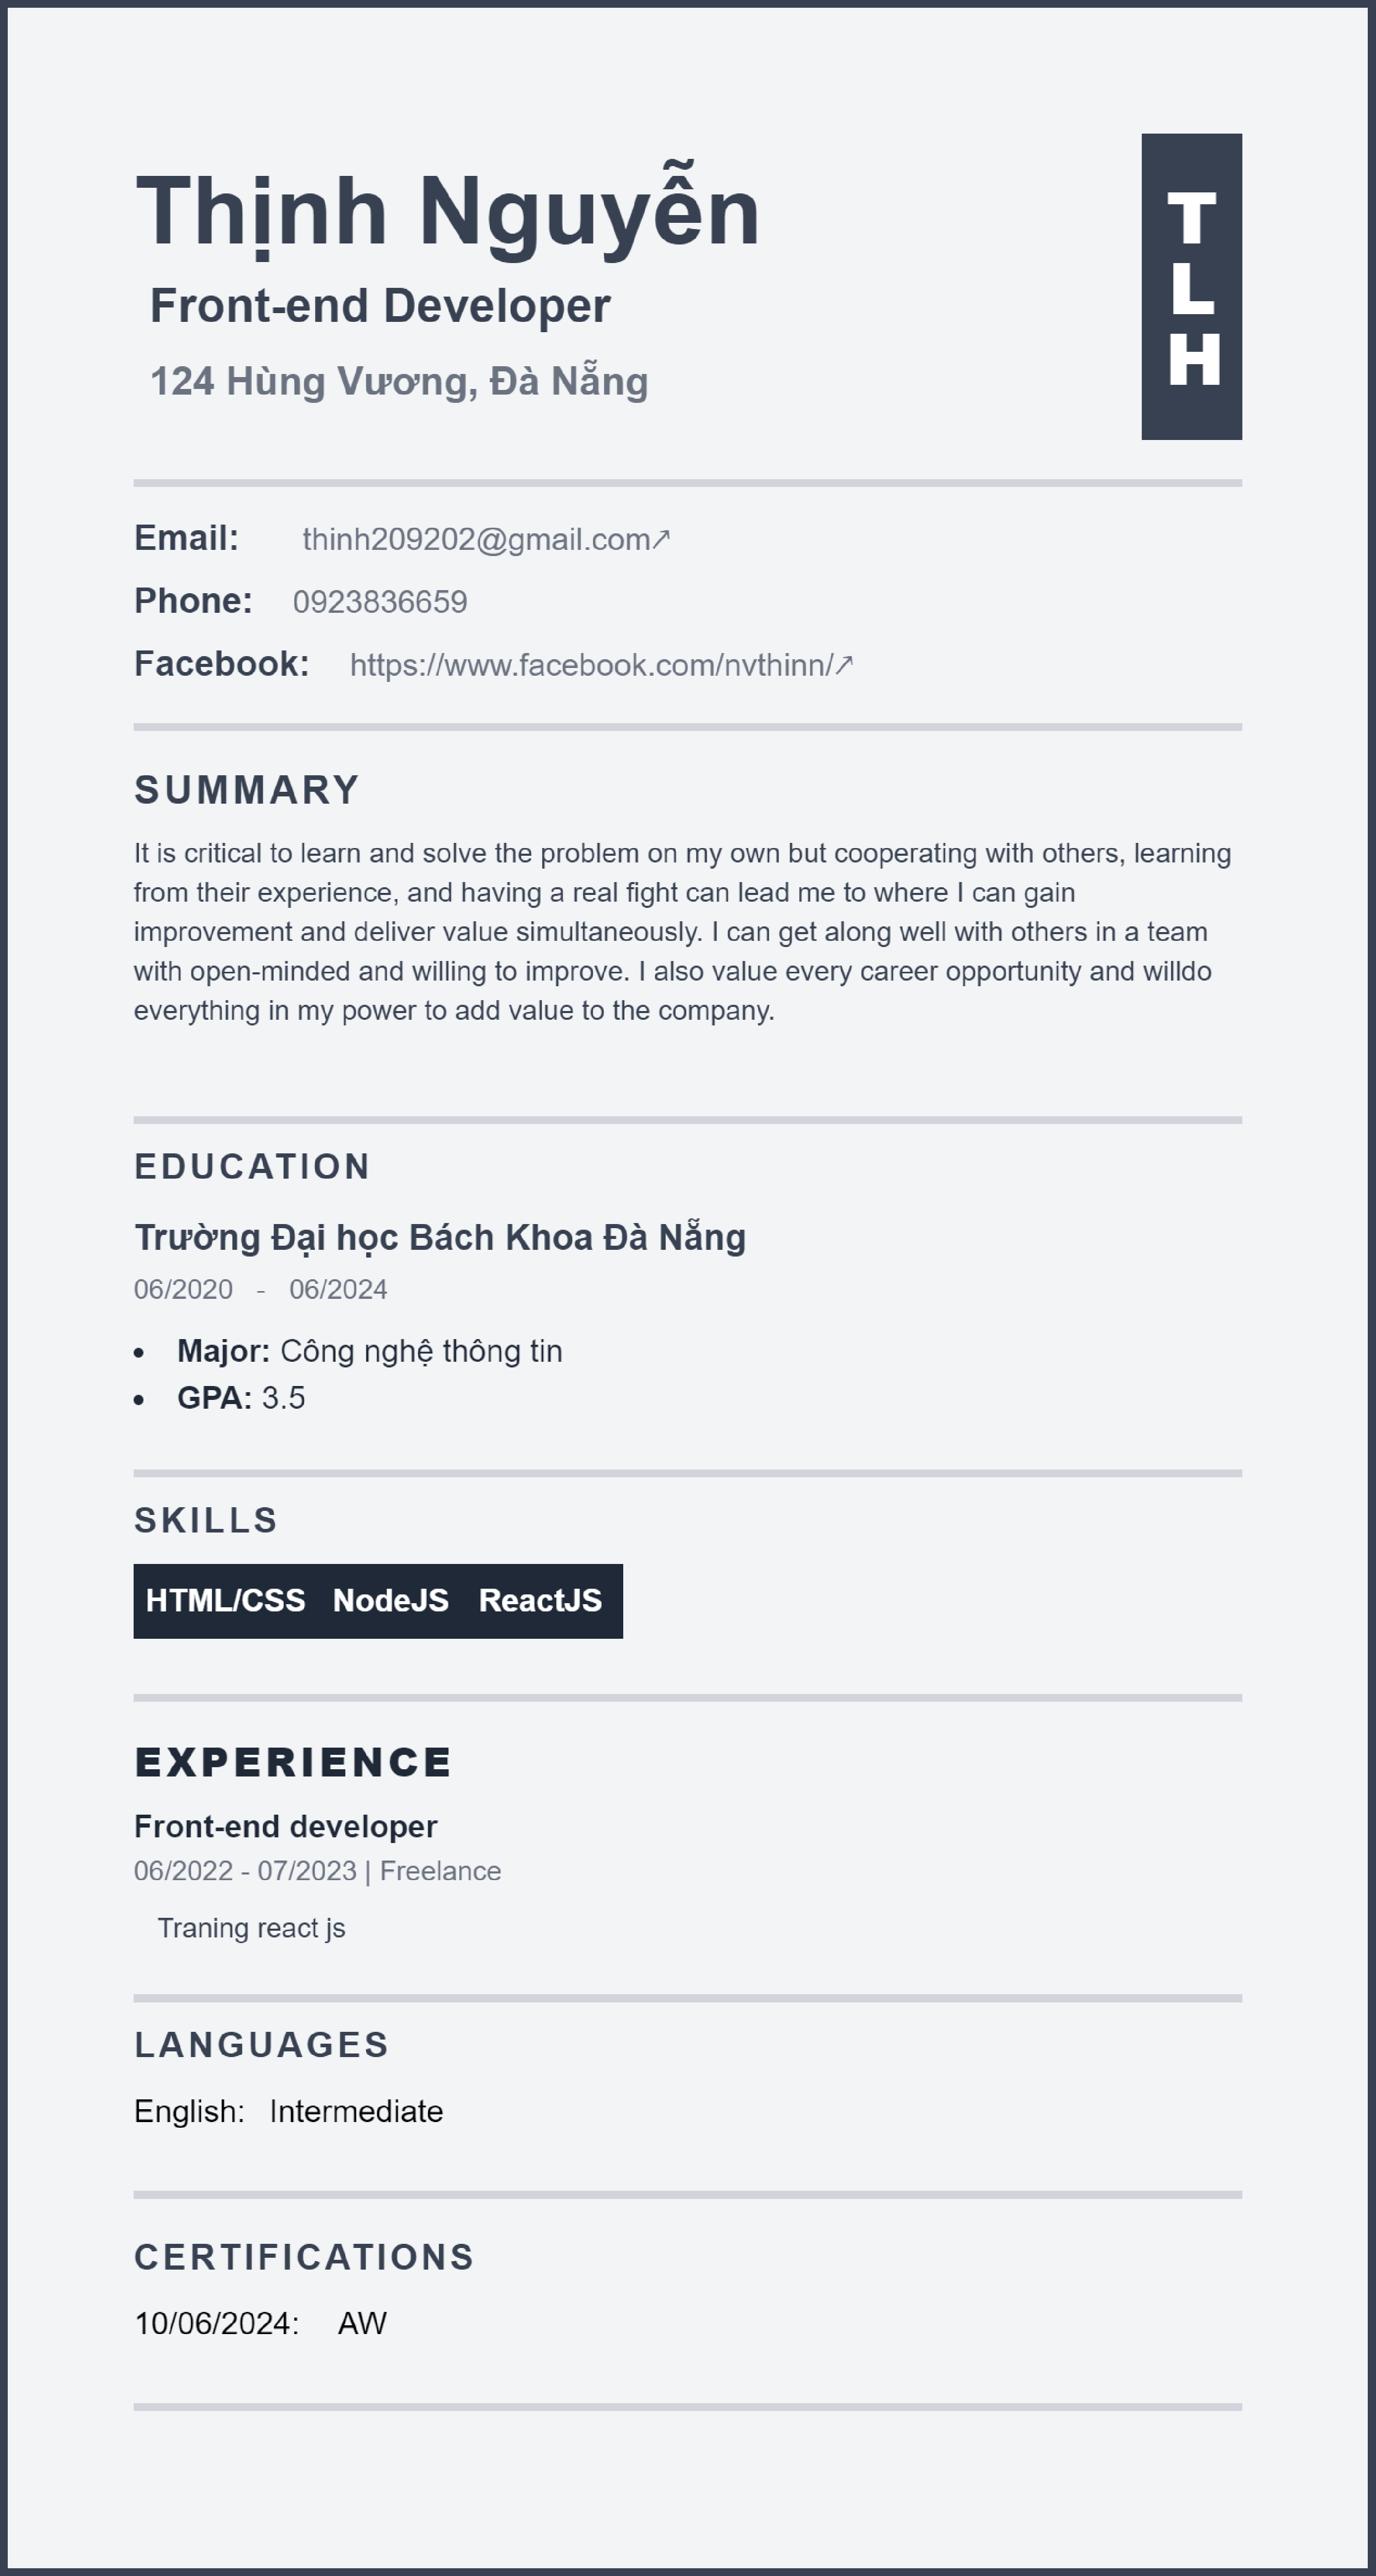 Thịnh Nguyễn
Front-end Developer
124 Hùng Vương, Đà Nẵng
T
L
H
Email: thinh209202@gmail.com↗
Phone: 0923836659
Facebook: https://www.facebook.com/nvthinn/↗
SUMMARY
It is critical to learn and solve the problem on my own but cooperating with others, learning
from their experience, and having a real fight can lead me to where I can gain
improvement and deliver value simultaneously. I can get along well with others in a team
with open-minded and willing to improve. I also value every career opportunity and willdo
everything in my power to add value to the company.
EDUCATION
Trường Đại học Bách Khoa Đà Nẵng
06/2020 - 06/2024
• Major: Công nghệ thông tin
• GPA: 3.5
SKILLS
HTML/CSS NodeJS ReactJS
EXPERIENCE
Front-end developer
06/2022 - 07/2023 | Freelance
Traning react js
LANGUAGES
English: Intermediate
CERTIFICATIONS
10/06/2024: AW